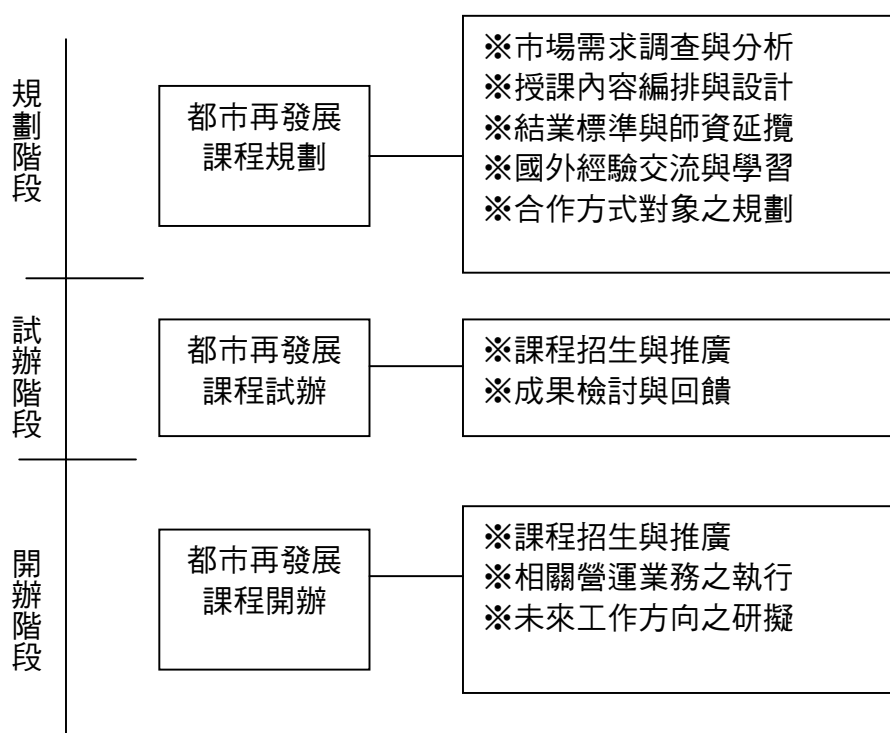 規劃階段
都市再發展
課程規劃
※市場需求調查與分析
※授課內容編排與設計
※結業標準與師資延攬
※國外經驗交流與學習
※合作方式對象之規劃
試辦階段
都市再發展
課程試辦
※課程招生與推廣
※成果檢討與回饋
開辦階段
都市再發展
課程開辦
※課程招生與推廣
※相關營運業務之執行
※未來工作方向之研擬